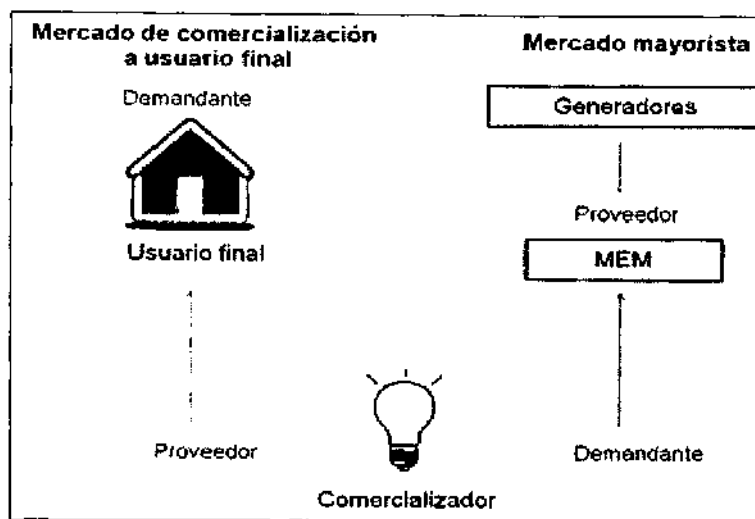 Mercado de comercialización
a usuario final
Demandante
Usuario final
Proveedor
Mercado mayorista
Generadores
Proveedor
MEM
Demandante
Comercializador